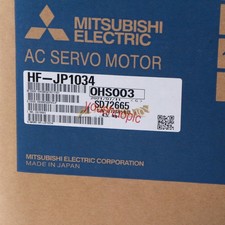 MITSUBISHI
ELECTRIC
AC SERVO MOTOR
HF-JP1034
OHS003
SD72665
MITSUBISHI ELECTRIC CORPORATION
MADE IN JAPAN